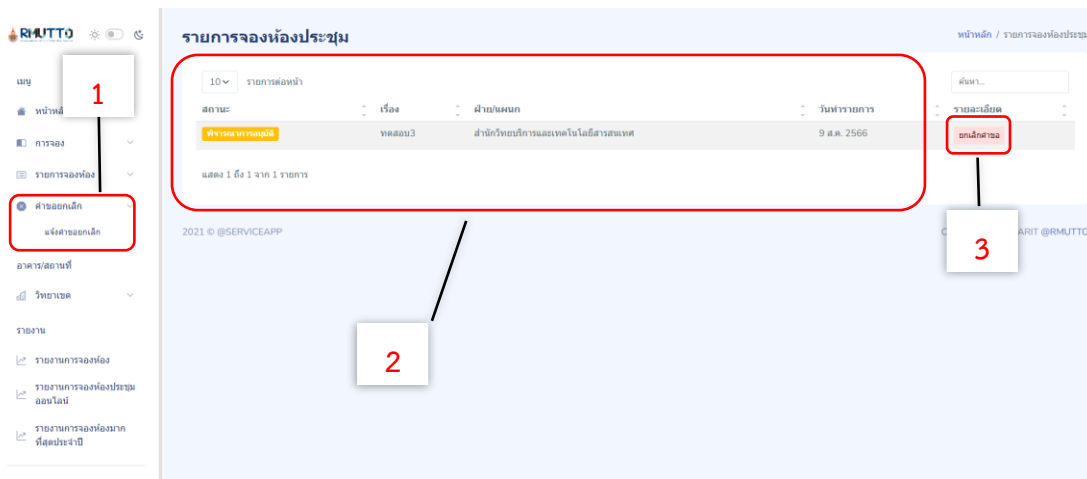 RMUTTO
เมนู
1
การจอง
รายการจองห้อง
คำขอยกเลิก
แจ้งคำขอยกเลิก
อาคาร/สถานที่
วิทยาเขต
รายงาน
รายงานการจองห้อง
รายงานการจองห้องประชุม
ออนไลน์
รายงานการจองห้องมาก
ที่สุดประจำปี
รายการจองห้องประชุม
หน้าหลัก / รายการจองห้องประชุม
10 รายการต่อหน้า
ค้นหา...
สถานะ เรื่อง ฝ่าย/แผนก วันทำรายการ รายละเอียด
พิจารณาการอนุมัติ ทดสอบ3 สำนักวิทยบริการและเทคโนโลยีสารสนเทศ 9 ส.ค. 2566 ยกเลิกคำขอ
แสดง 1 ถึง 1 จาก 1 รายการ
2021 © @SERVICEAPP
ARIT @RMUTTO
3
2